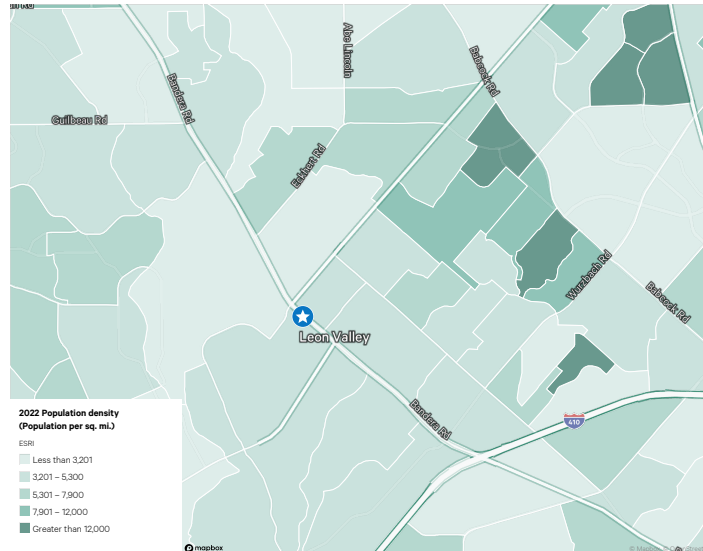 Abe Lincoln
Babcock Rd
Bandera Rd
Guilbeau Rd
Eckhert Rd
Wurzbach Rd
Babcock Rd
Leon Valley
Bandera Rd
410
2022 Population density
(Population per sq. mi.)
ESRI
Less than 3,201
3,201 – 5,300
5,301 – 7,900
7,901 – 12,000
Greater than 12,000
mapbox
© Mapbox ©